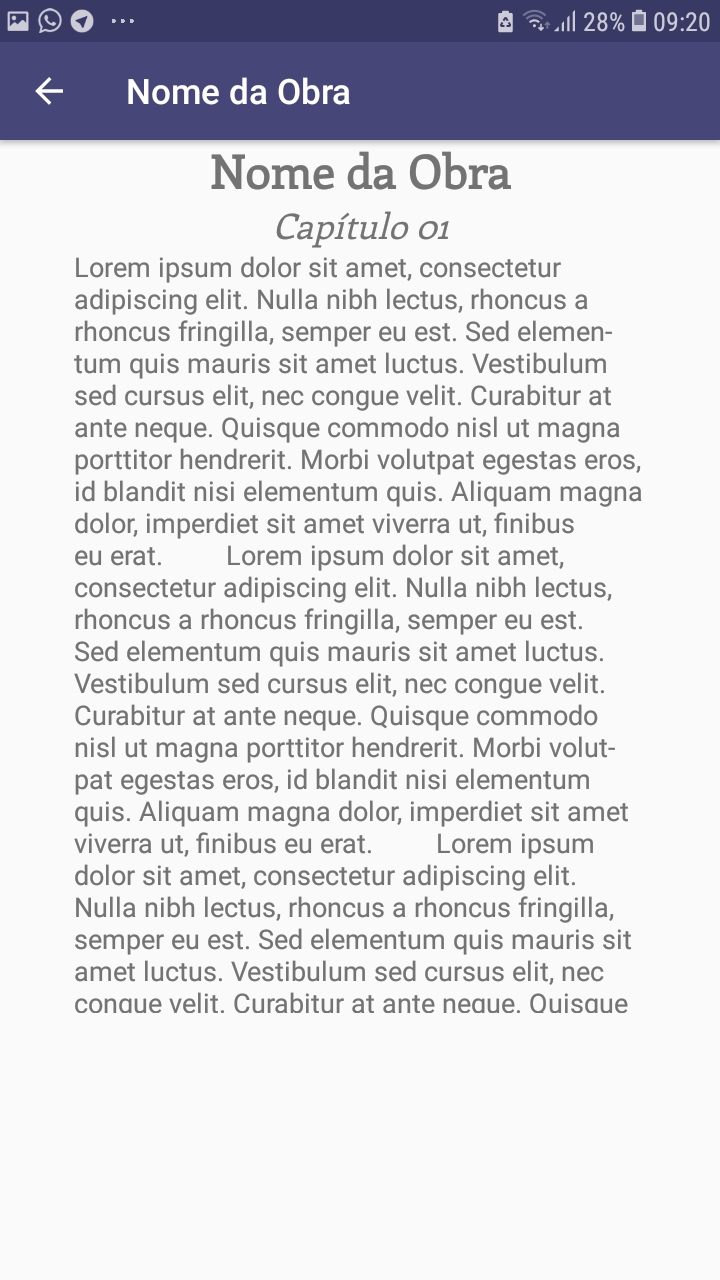 28% 09:20
Nome da Obra
Nome da Obra
Capítulo 01
Lorem ipsum dolor sit amet, consectetur
adipiscing elit. Nulla nibh lectus, rhoncus a
rhoncus fringilla, semper eu est. Sed elemen-
tum quis mauris sit amet luctus. Vestibulum
sed cursus elit, nec congue velit. Curabitur at
ante neque. Quisque commodo nisl ut magna
porttitor hendrerit. Morbi volutpat egestas eros,
id blandit nisi elementum quis. Aliquam magna
dolor, imperdiet sit amet viverra ut, finibus
eu erat. Lorem ipsum dolor sit amet,
consectetur adipiscing elit. Nulla nibh lectus,
rhoncus a rhoncus fringilla, semper eu est.
Sed elementum quis mauris sit amet luctus.
Vestibulum sed cursus elit, nec congue velit.
Curabitur at ante neque. Quisque commodo
nisl ut magna porttitor hendrerit. Morbi volut-
pat egestas eros, id blandit nisi elementum
quis. Aliquam magna dolor, imperdiet sit amet
viverra ut, finibus eu erat. Lorem ipsum
dolor sit amet, consectetur adipiscing elit.
Nulla nibh lectus, rhoncus a rhoncus fringilla,
semper eu est. Sed elementum quis mauris sit
amet luctus. Vestibulum sed cursus elit, nec
congue velit. Curabitur at ante neque. Quisque